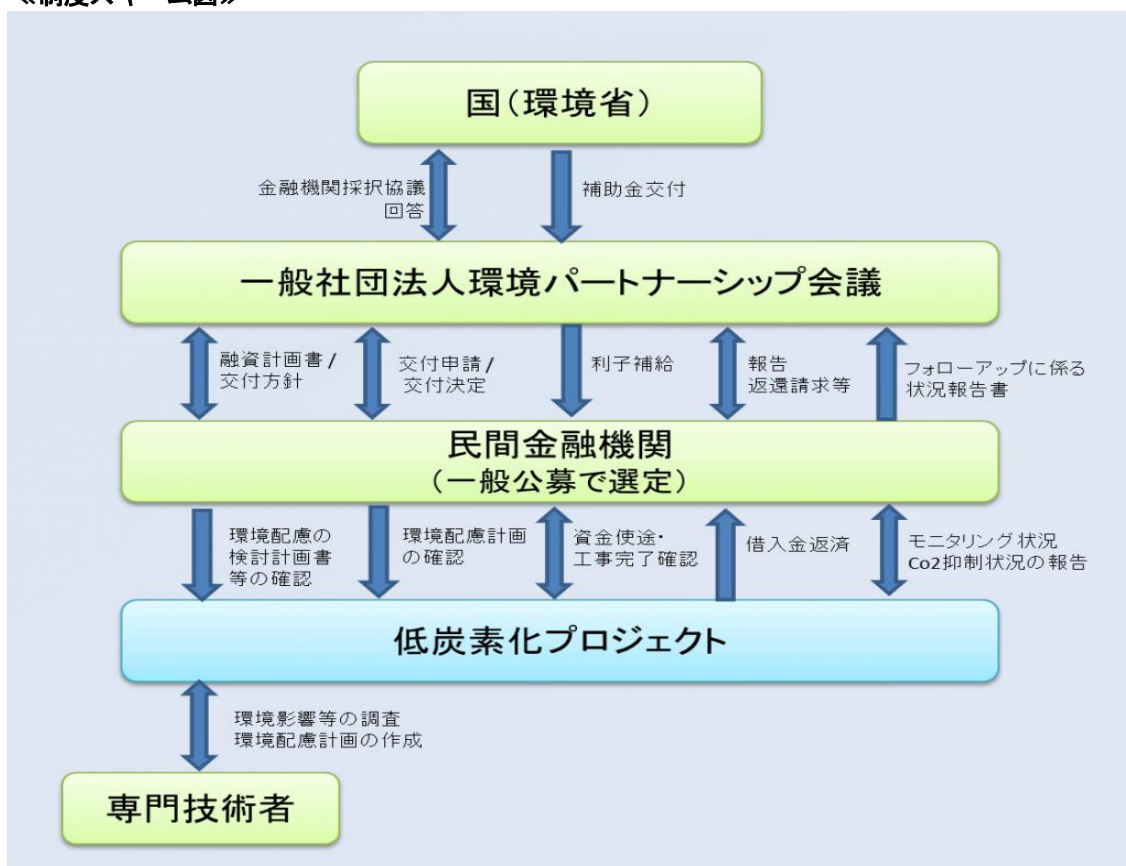 ≪制度スキーム図≫
国（環境省）
金融機関採択協議
回答
補助金交付
一般社団法人環境パートナーシップ会議
融資計画書/
交付方針
交付申請/
交付決定
利子補給
報告
返還請求等
フォローアップに係る
状況報告書
民間金融機関
（一般公募で選定）
環境配慮の
検討計画書
等の確認
環境配慮計画
の確認
資金使途・
工事完了確認
借入金返済
モニタリング状況
Co2抑制状況の報告
低炭素化プロジェクト
環境影響等の調査
環境配慮計画の作成
専門技術者